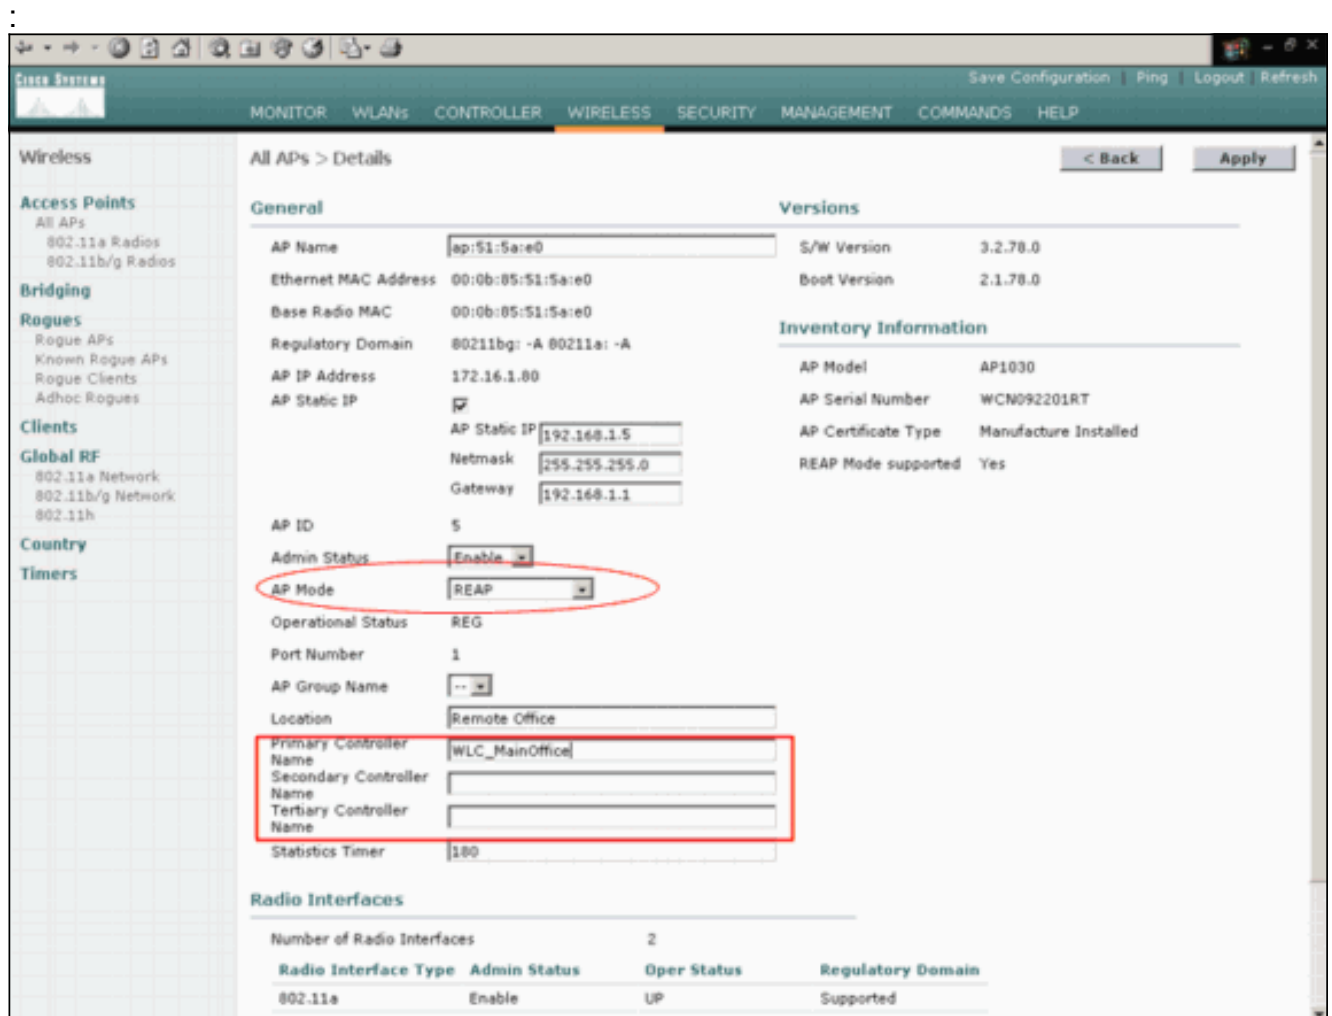 :
CISCO SYSTEMS
Save Configuration | Ping | Logout | Refresh
MONITOR WLANs CONTROLLER WIRELESS SECURITY MANAGEMENT COMMANDS HELP
Wireless
Access Points
All APs
802.11a Radios
802.11b/g Radios
Bridging
Rogues
Rogue APs
Known Rogue APs
Rogue Clients
Adhoc Rogues
Clients
Global RF
802.11a Network
802.11b/g Network
802.11h
Country
Timers
All APs > Details
< Back Apply
General
AP Name ap:51:5a:e0
Ethernet MAC Address 00:0b:85:51:5a:e0
Base Radio MAC 00:0b:85:51:5a:e0
Regulatory Domain 80211bg: -A 80211a: -A
AP IP Address 172.16.1.80
AP Static IP
AP Static IP 192.168.1.5
Netmask 255.255.255.0
Gateway 192.168.1.1
AP ID 5
Admin Status Enable
AP Mode REAP
Operational Status REG
Port Number 1
AP Group Name --
Location Remote Office
Primary Controller
Name WLC_MainOffice
Secondary Controller
Name
Tertiary Controller
Name
Statistics Timer 180
Versions
S/W Version 3.2.78.0
Boot Version 2.1.78.0
Inventory Information
AP Model AP1030
AP Serial Number WCN092201RT
AP Certificate Type Manufacture Installed
REAP Mode supported Yes
Radio Interfaces
Number of Radio Interfaces 2
Radio Interface Type Admin Status Oper Status Regulatory Domain
802.11a Enable UP Supported